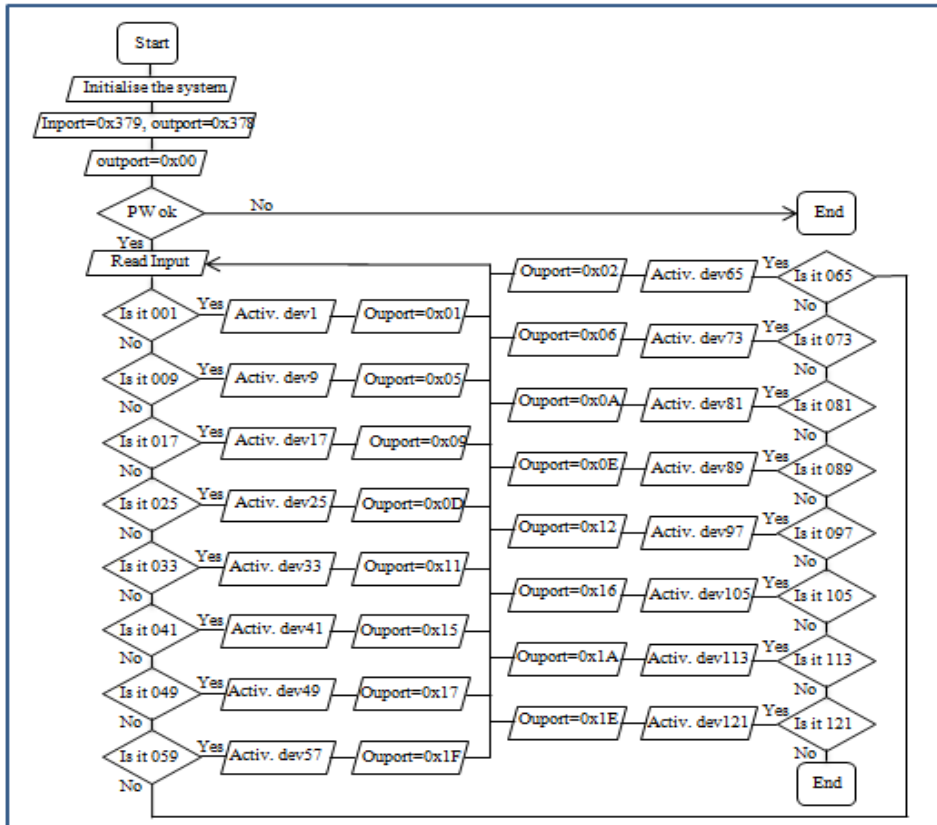 Start
Initialise the system
Inport=0x379, outport=0x378
outport=0x00
PW ok
No
End
Yes
Read Input
Is it 001
Yes
Activ. dev1
Ouport=0x01
No
Is it 009
Yes
Activ. dev9
Ouport=0x05
No
Is it 017
Yes
Activ. dev17
Ouport=0x09
No
Is it 025
Yes
Activ. dev25
Ouport=0x0D
No
Is it 033
Yes
Activ. dev33
Ouport=0x11
No
Is it 041
Yes
Activ. dev41
Ouport=0x15
No
Is it 049
Yes
Activ. dev49
Ouport=0x17
No
Is it 059
Yes
Activ. dev57
Ouport=0x1F
No
Ouport=0x02
Activ. dev65
Yes
Is it 065
No
Ouport=0x06
Activ. dev73
Yes
Is it 073
No
Ouport=0x0A
Activ. dev81
Yes
Is it 081
No
Ouport=0x0E
Activ. dev89
Yes
Is it 089
No
Ouport=0x12
Activ. dev97
Yes
Is it 097
No
Ouport=0x16
Activ. dev105
Yes
Is it 105
No
Ouport=0x1A
Activ. dev113
Yes
Is it 113
No
Ouport=0x1E
Activ. dev121
Yes
Is it 121
No
End